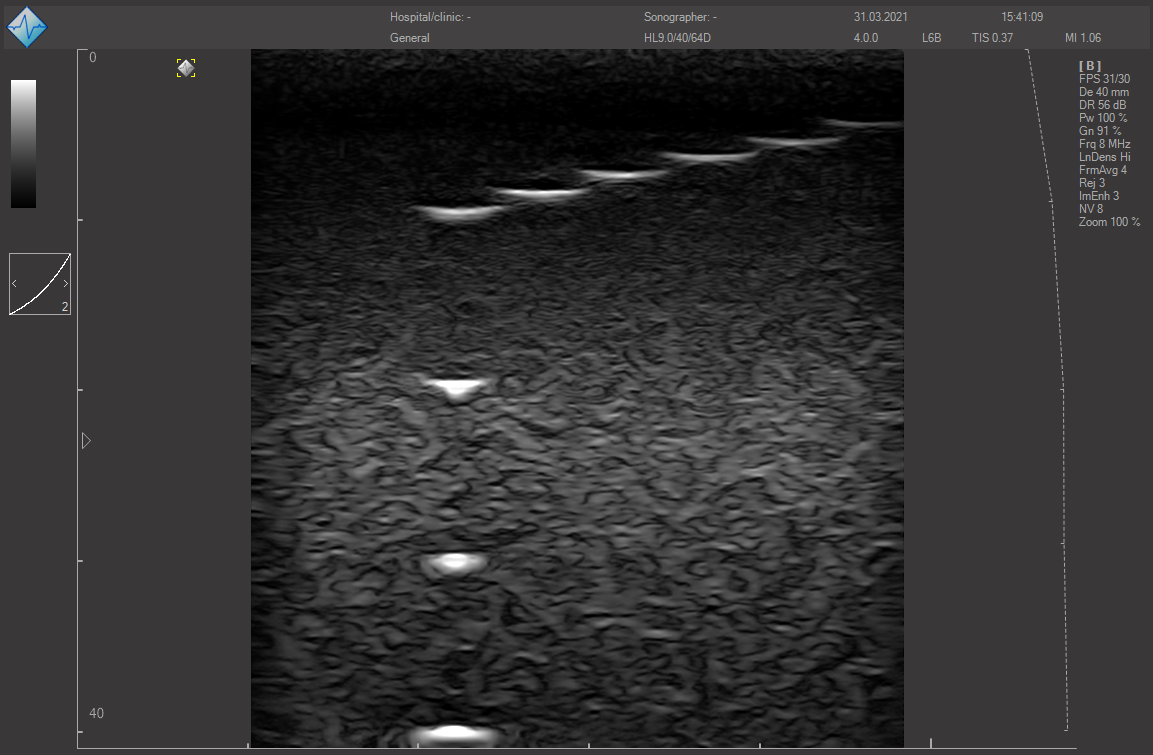 Hospital/clinic: - Sonographer: - 31.03.2021 15:41:09
General HL9.0/40/64D 4.0.0 L6B TIS 0.37 MI 1.06
0
[ B ]
FPS 31/30
De 40 mm
DR 56 dB
Pw 100 %
Gn 91 %
Frq 8 MHz
LnDens Hi
FrmAvg 4
Rej 3
ImEnh 3
NV 8
Zoom 100 %
2
40